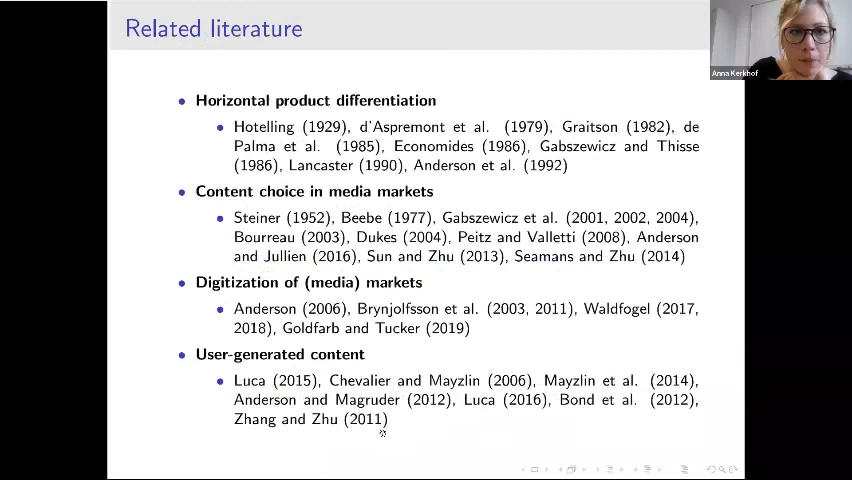 Related literature
Anna Kerkhof
Horizontal product differentiation
Hotelling (1929), d'Aspremont et al. (1979), Graitson (1982), de
Palma et al. (1985), Economides (1986), Gabszewicz and Thisse
(1986), Lancaster (1990), Anderson et al. (1992)
Content choice in media markets
Steiner (1952), Beebe (1977), Gabszewicz et al. (2001, 2002, 2004),
Bourreau (2003), Dukes (2004), Peitz and Valletti (2008), Anderson
and Jullien (2016), Sun and Zhu (2013), Seamans and Zhu (2014)
Digitization of (media) markets
Anderson (2006), Brynjolfsson et al. (2003, 2011), Waldfogel (2017,
2018), Goldfarb and Tucker (2019)
User-generated content
Luca (2015), Chevalier and Mayzlin (2006), Mayzlin et al. (2014),
Anderson and Magruder (2012), Luca (2016), Bond et al. (2012),
Zhang and Zhu (2011)